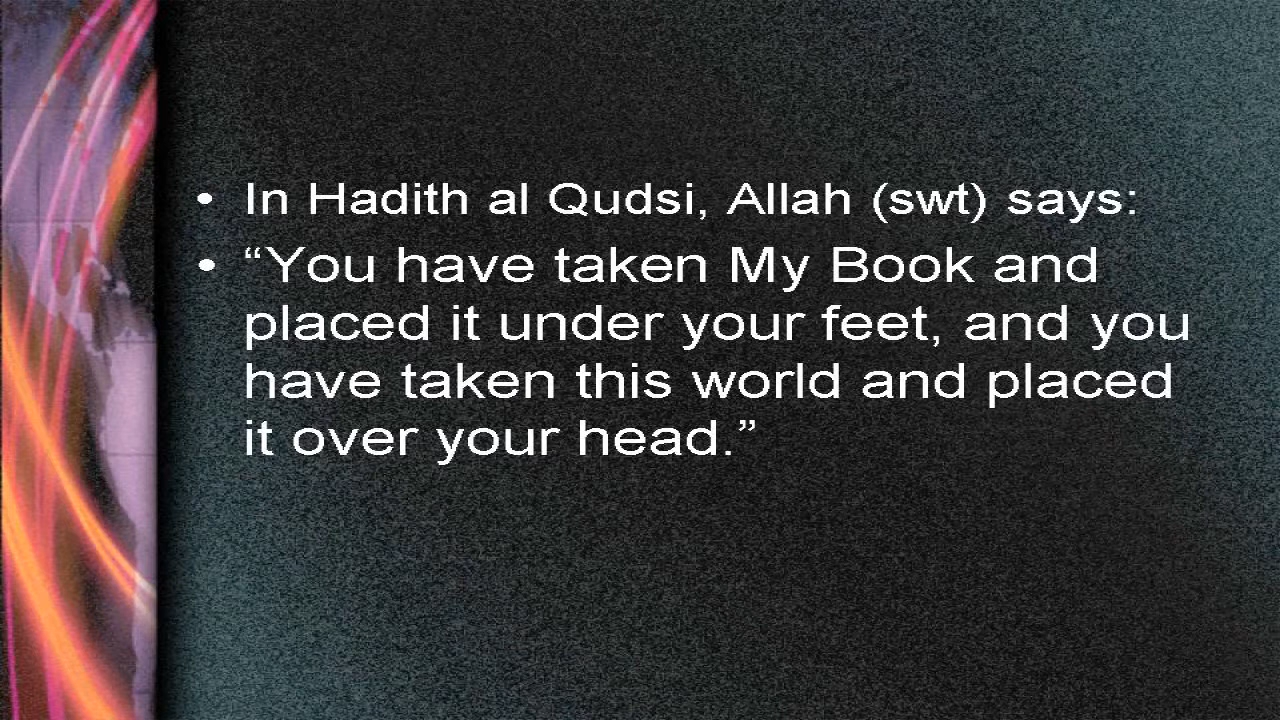 • In Hadith al Qudsi, Allah (swt) says:
• “You have taken My Book and
placed it under your feet, and you
have taken this world and placed
it over your head.”